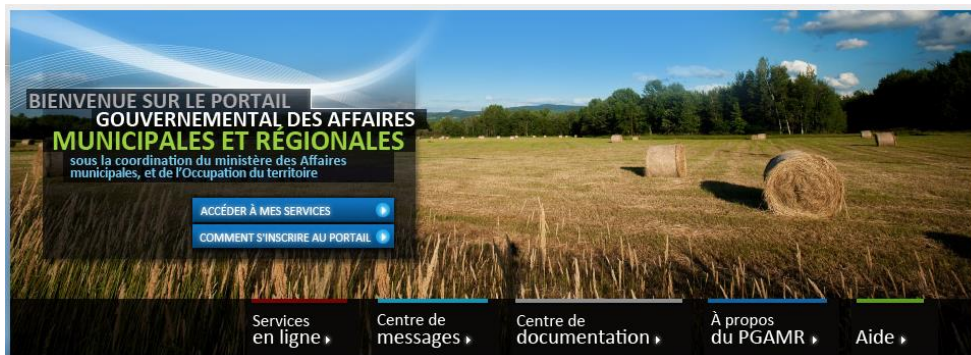 BIENVENUE SUR LE PORTAIL
GOUVERNEMENTAL DES AFFAIRES
MUNICIPALES ET RÉGIONALES
sous la coordination du ministère des Affaires
municipales, et de l'Occupation du territoire
ACCÉDER À MES SERVICES
COMMENT S'INSCRIRE AU PORTAIL
Services
en ligne
Centre de
messages
Centre de
documentation
À propos
du PGAMR
Aide